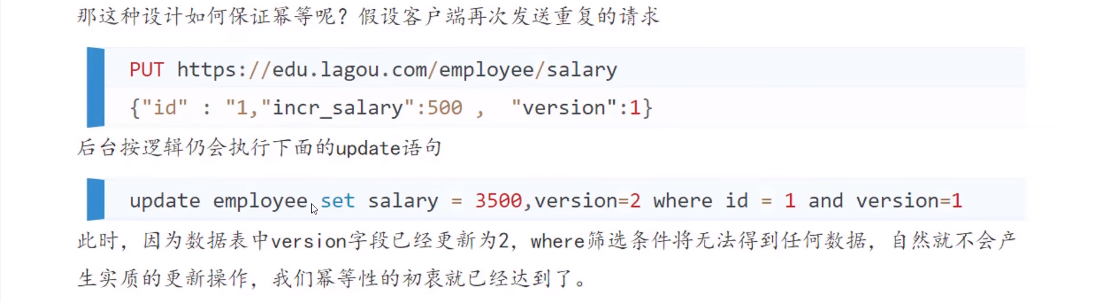 那这种设计如何保证幂等呢？假设客户端再次发送重复的请求
PUT https://edu.lagou.com/employee/salary
{"id" : "1,"incr_salary":500 ,  "version":1}
后台按逻辑仍会执行下面的update语句
update employee set salary = 3500,version=2 where id = 1 and version=1
此时，因为数据表中version字段已经更新为2，where筛选条件将无法得到任何数据，自然就不会产
生实质的更新操作，我们幂等性的初衷就已经达到了。